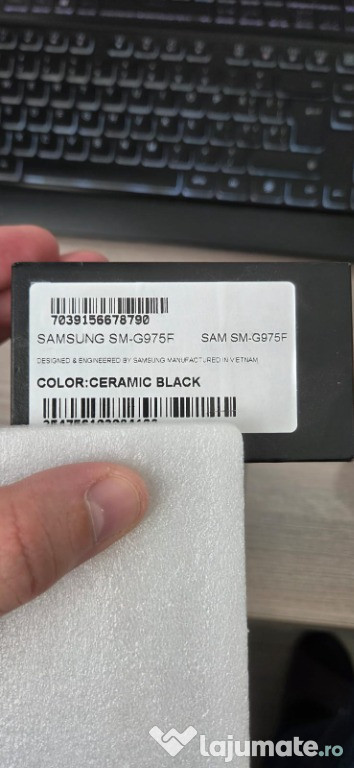 7039156678790
SAMSUNG SM-G975F SAM SM-G975F
DESIGNED & ENGINEERED BY SAMSUNG MANUFACTURED IN VIETNAM
COLOR:CERAMIC BLACK
lajumate.ro